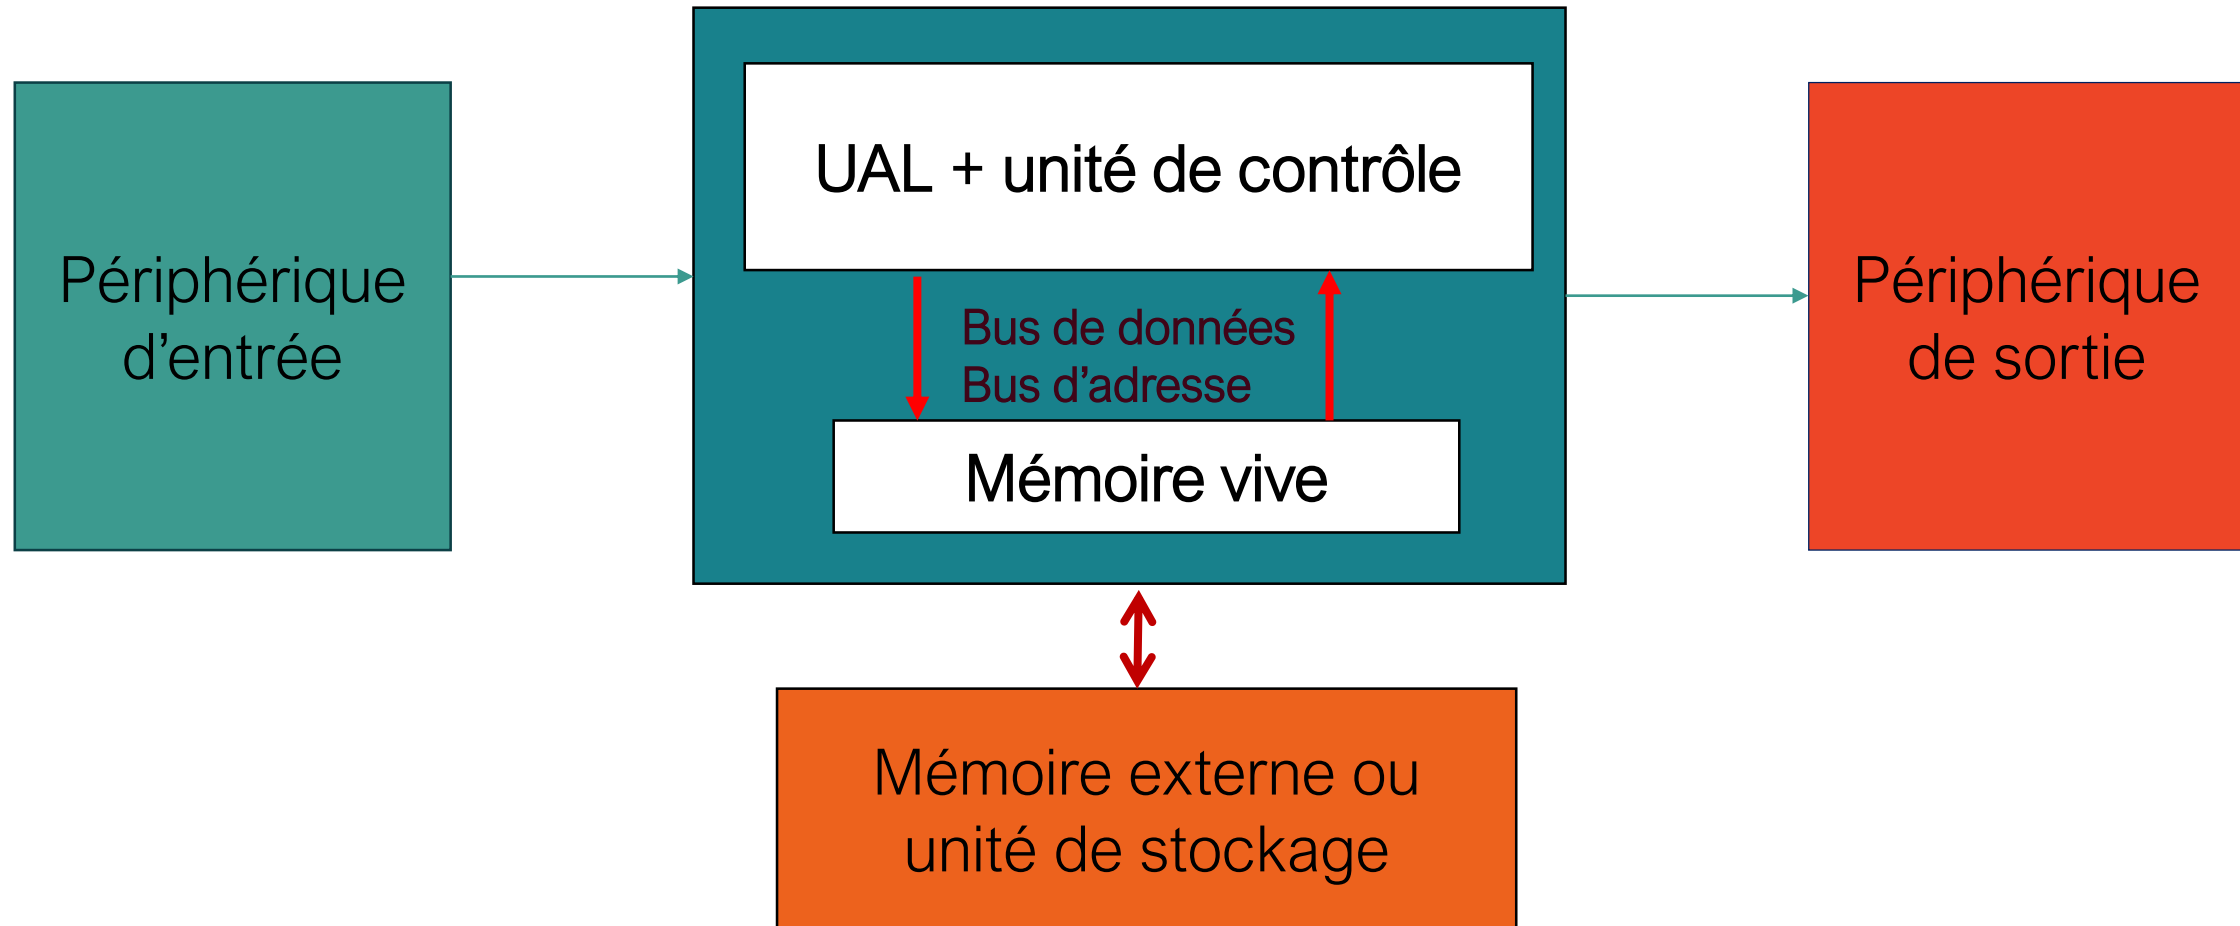 Périphérique
d’entrée
UAL + unité de contrôle
Bus de données
Bus d’adresse
Mémoire vive
Périphérique
de sortie
Mémoire externe ou
unité de stockage